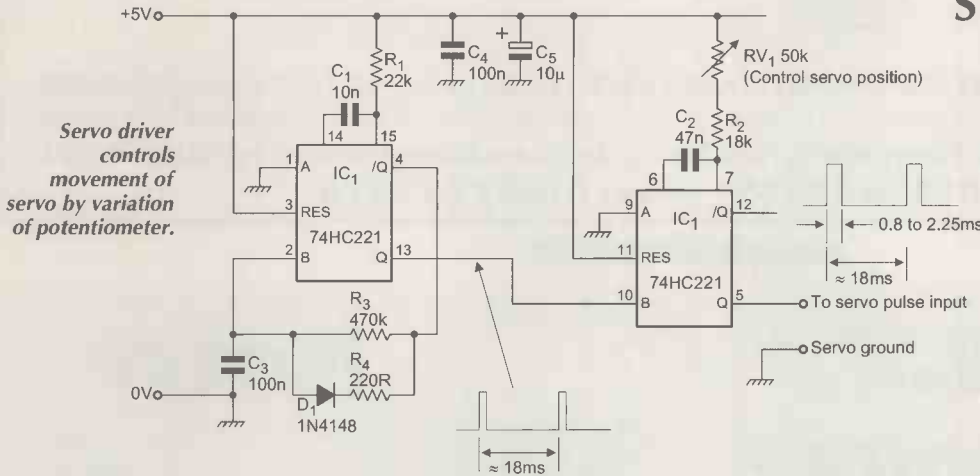 S
+5V
R1
22k
C1
10n
C4
100n
+
C5
10µ
RV1 50k
(Control servo position)
C2
47n
R2
18k
Servo driver
controls
movement of
servo by variation
of potentiometer.
14
15
1
A
/Q
4
IC1
3
RES
74HC221
2
B
Q
13
6
7
9
A
/Q
12
IC1
11
RES
74HC221
10
B
Q
5
0.8 to 2.25ms
≈ 18ms
To servo pulse input
Servo ground
R3
470k
R4
220R
C3
100n
D1
1N4148
0V
≈ 18ms